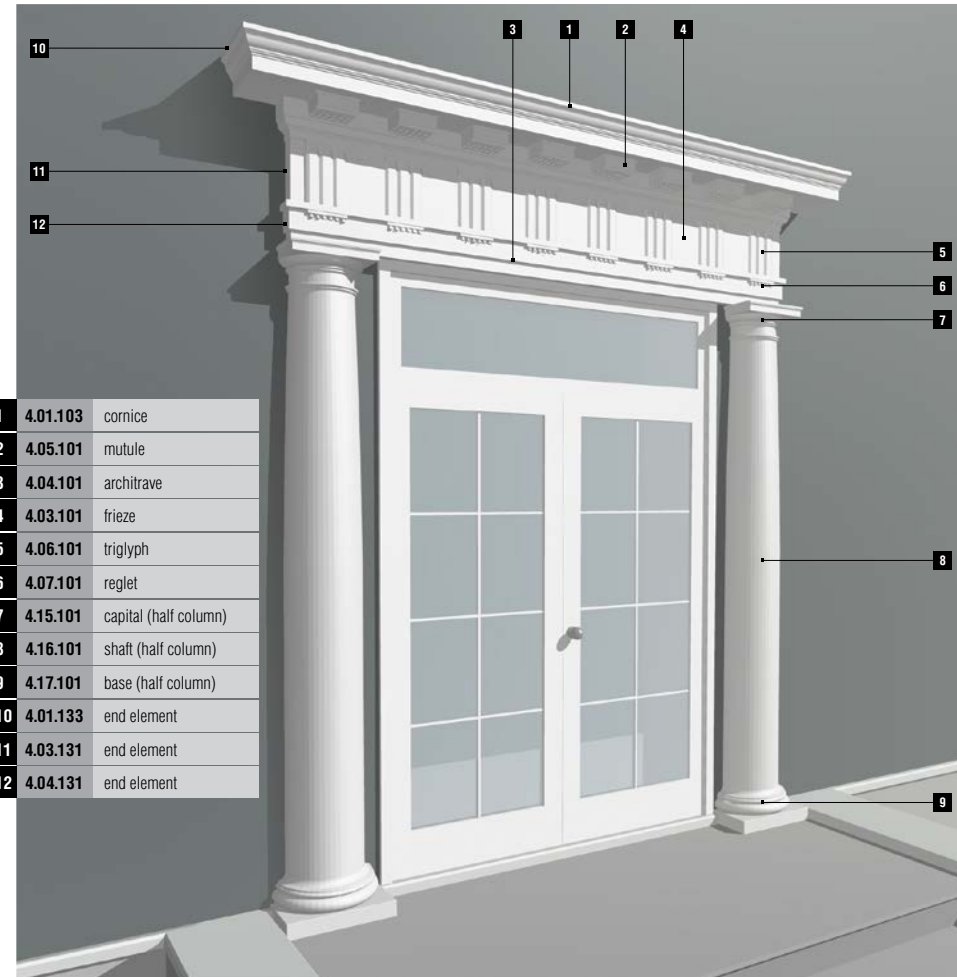 3
1
2
4
10
11
12
5
6
7
1 4.01.103 cornice
2 4.05.101 mutule
3 4.04.101 architrave
4 4.03.101 frieze
5 4.06.101 triglyph
6 4.07.101 reglet
7 4.15.101 capital (half column)
8 4.16.101 shaft (half column)
9 4.17.101 base (half column)
10 4.01.133 end element
11 4.03.131 end element
12 4.04.131 end element
8
9